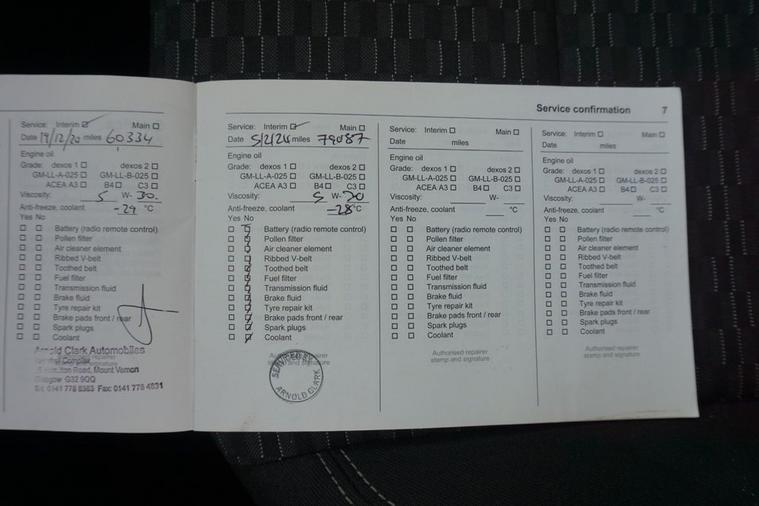 Service confirmation 7
Service: Interim Main
Date 19/12/20 miles 60334
Engine oil
Grade: dexos 1 dexos 2
GM-LL-A-025 GM-LL-B-025
ACEA A3 B4 C3
Viscosity: 5 W- 30
Anti-freeze, coolant -29 °C
Yes No
Battery (radio remote control)
Pollen filter
Air cleaner element
Ribbed V-belt
Toothed belt
Fuel filter
Transmission fluid
Brake fluid
Tyre repair kit
Brake pads front / rear
Spark plugs
Coolant
Arnold Clark Automobiles
Road, Mount Vernon
Glasgow G32 9QQ
Tel: 0141 778 8383 Fax: 0141 778 4831
Service: Interim Main
Date miles 79087
Engine oil
Grade: dexos 1 dexos 2
GM-LL-A-025 GM-LL-B-025
ACEA A3 B4 C3
Viscosity: 5 W-
Anti-freeze, coolant -28 °C
Yes No
Battery (radio remote control)
Pollen filter
Air cleaner element
Ribbed V-belt
Toothed belt
Fuel filter
Transmission fluid
Brake fluid
Tyre repair kit
Brake pads front / rear
Spark plugs
Coolant
ARNOLD CLARK
Service: Interim Main
Date miles
Engine oil
Grade: dexos 1 dexos 2
GM-LL-A-025 GM-LL-B-025
ACEA A3 B4 C3
Viscosity: W-
Anti-freeze, coolant °C
Yes No
Battery (radio remote control)
Pollen filter
Air cleaner element
Ribbed V-belt
Toothed belt
Fuel filter
Transmission fluid
Brake fluid
Tyre repair kit
Brake pads front / rear
Spark plugs
Coolant
Authorised repairer
stamp and signature
Service: Interim Main
Date miles
Engine oil
Grade: dexos 1 dexos 2
GM-LL-A-025 GM-LL-B-025
ACEA A3 B4 C3
Viscosity: W-
Anti-freeze, coolant °C
Yes No
Battery (radio remote control)
Pollen filter
Air cleaner element
Ribbed V-belt
Toothed belt
Fuel filter
Transmission fluid
Brake fluid
Tyre repair kit
Brake pads front / rear
Spark plugs
Coolant
Authorised repairer
stamp and signature